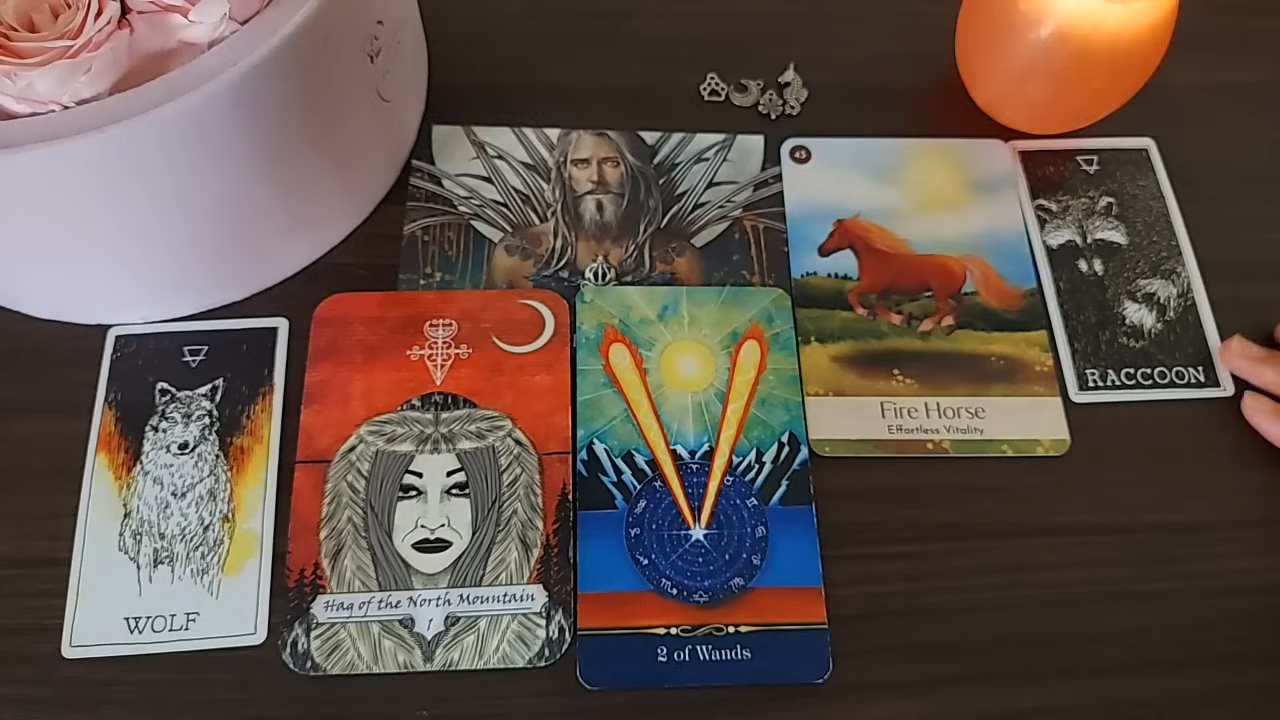 43
Fire Horse
Effortless Vitality
RACCOON
WOLF
Hag of the North Mountain
1
2 of Wands